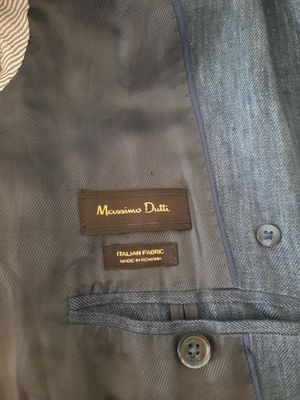 Massimo Dutti
ITALIAN FABRIC
MADE IN ROMANIA